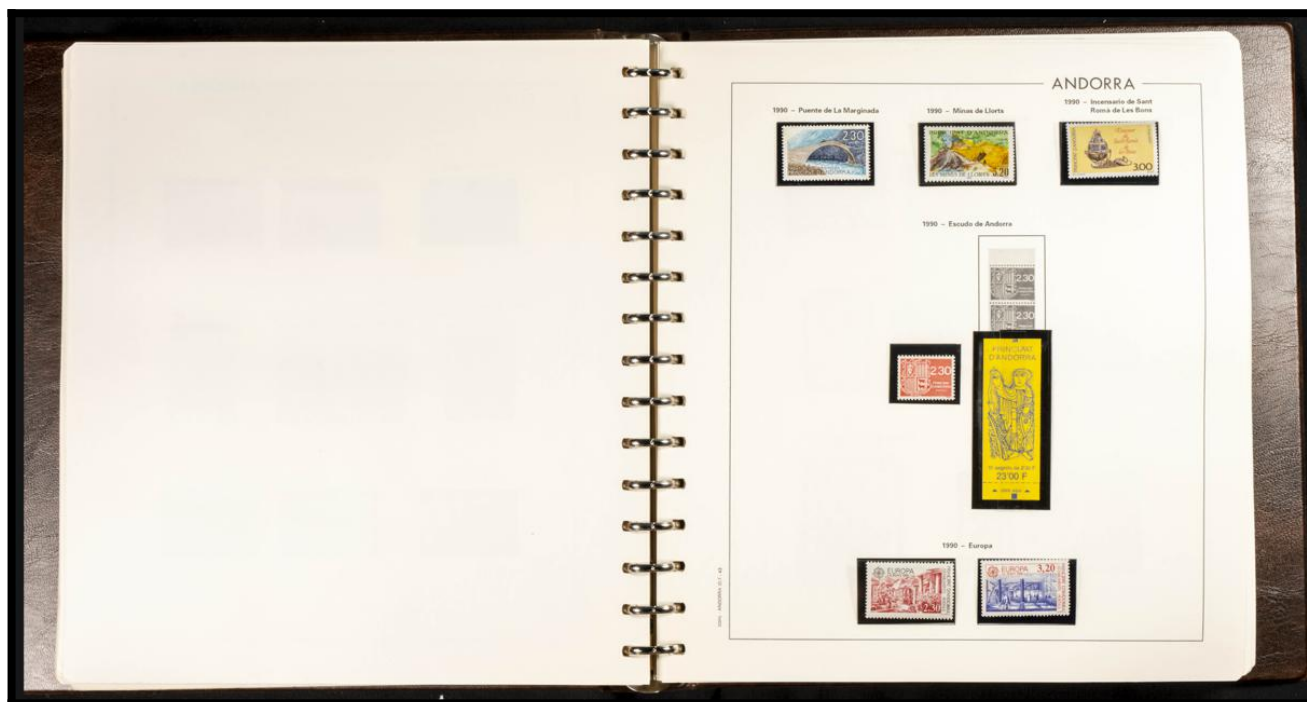 ANDORRA
1990 – Puente de La Marginada
1990 – Minas de Llorts
1990 – Incensario de Sant
Romà de Les Bons
2.30
3.20
3.00
1990 – Escudo de Andorra
2.30
2.30
2.30
PRINCIPAT
D'ANDORRA
23'00 F
1990 – Europa
EUROPA
2.30
EUROPA
3,20